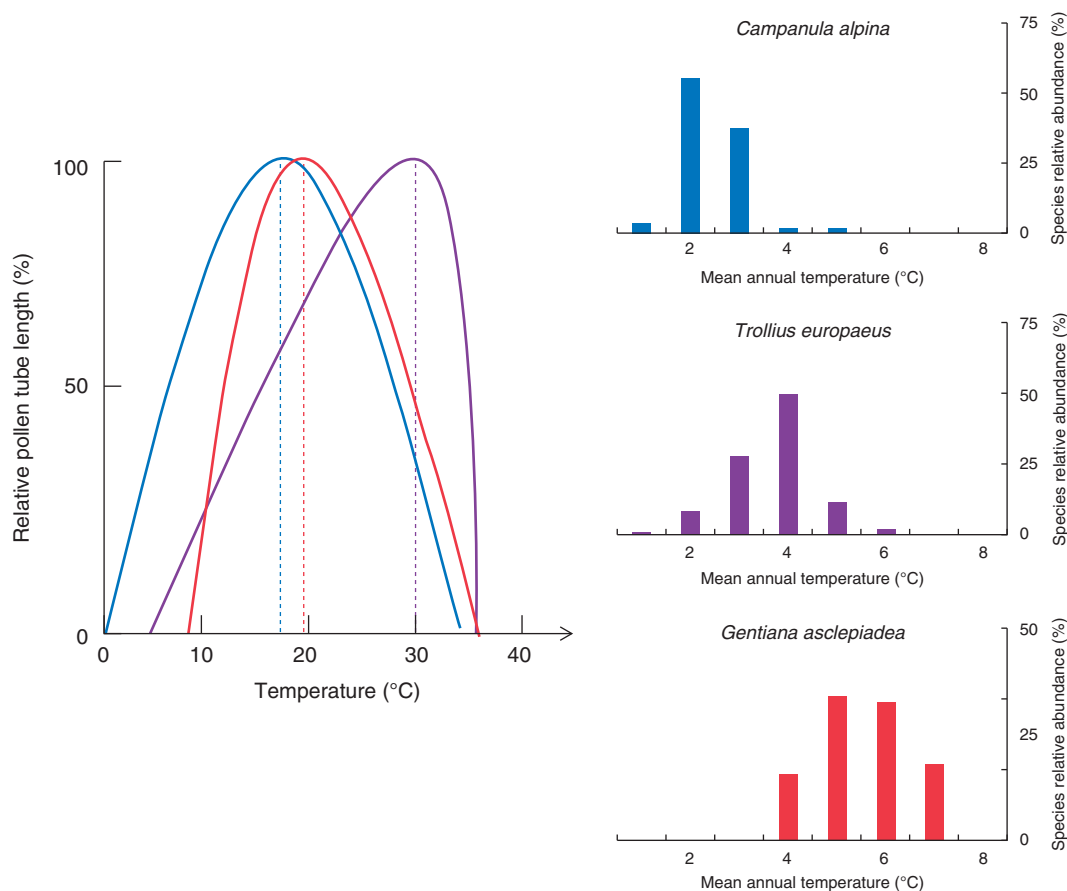 Relative pollen tube length (%)
100
50
0
0 10 20 30 40
Temperature (°C)
Campanula alpina
75
50
25
0
Species relative abundance (%)
2 4 6 8
Mean annual temperature (°C)
Trollius europaeus
75
50
25
0
Species relative abundance (%)
2 4 6 8
Mean annual temperature (°C)
Gentiana asclepiadea
50
25
0
Species relative abundance (%)
2 4 6 8
Mean annual temperature (°C)